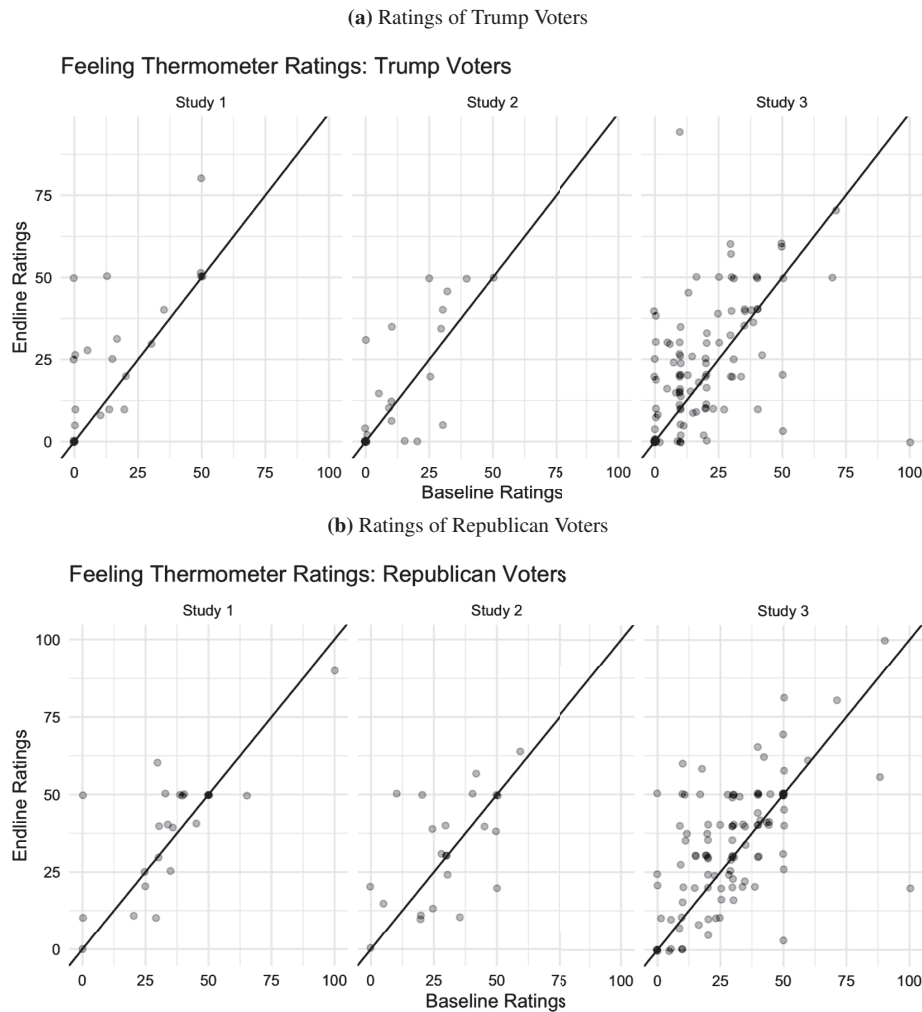 (a) Ratings of Trump Voters
Feeling Thermometer Ratings: Trump Voters
Study 1 Study 2 Study 3
Endline Ratings
75
50
25
0
0 25 50 75 100 0 25 50 75 100 0 25 50 75 100
Baseline Ratings
(b) Ratings of Republican Voters
Feeling Thermometer Ratings: Republican Voters
Study 1 Study 2 Study 3
Endline Ratings
100
75
50
25
0
0 25 50 75 100 0 25 50 75 100 0 25 50 75 100
Baseline Ratings